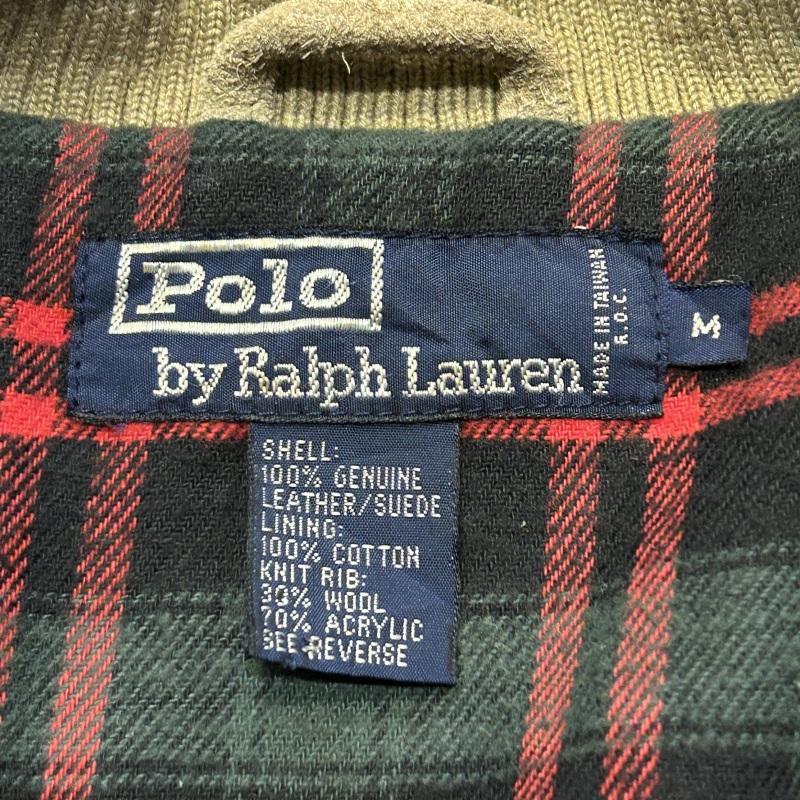 Polo
by Ralph Lauren
MADE IN TAIWAN
R.O.C.
M
SHELL:
100% GENUINE
LEATHER/SUEDE
LINING:
100% COTTON
KNIT RIB:
30% WOOL
70% ACRYLIC
SEE REVERSE